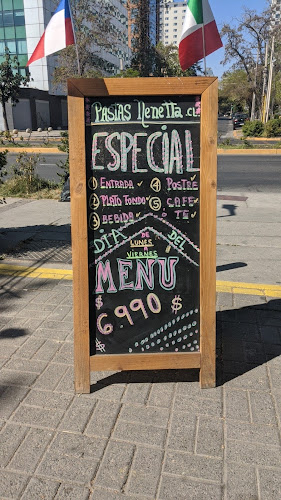 Pastas Nenetta.cl
ESPECIAL
1 ENTRADA ✓
2 PLATO FONDO ✓
3 BEBIDA ✓
4 POSTRE ✓
5 CAFE
TÉ ✓
DIA DEL
DE
LUNES
A
VIERNES
MENU
$ 6.990 $